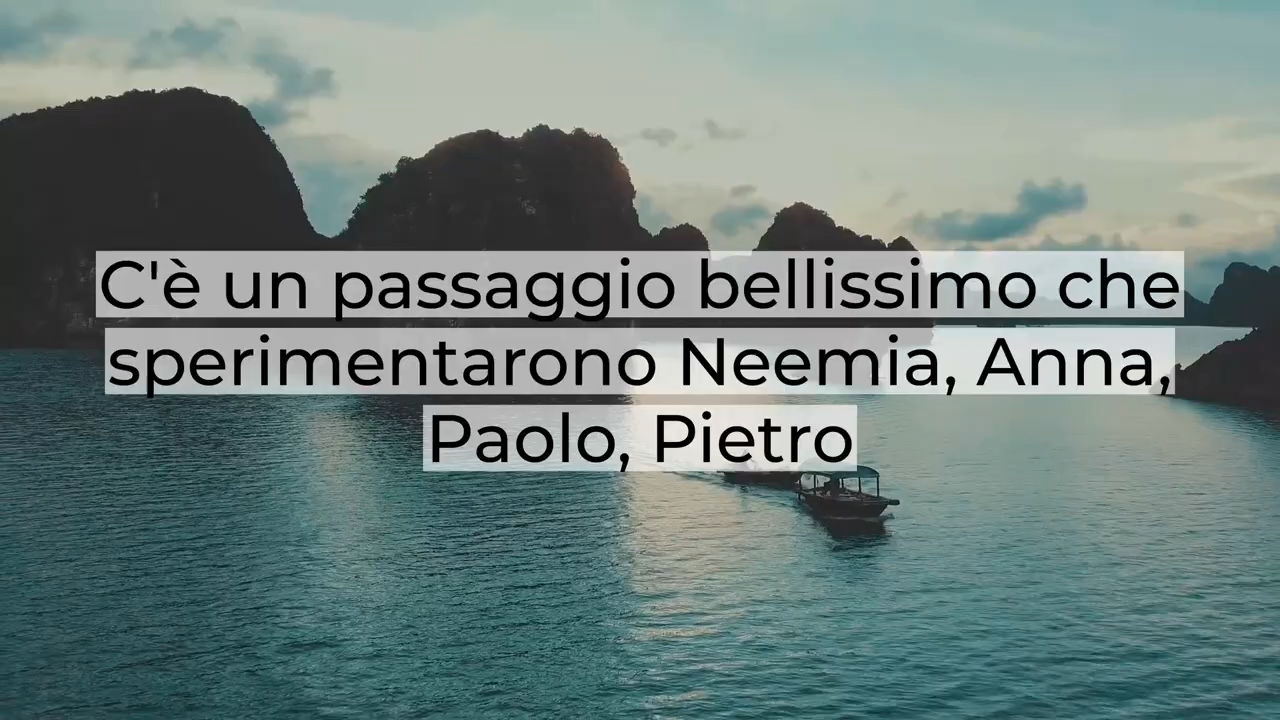 C'è un passaggio bellissimo che
sperimentarono Neemia, Anna,
Paolo, Pietro